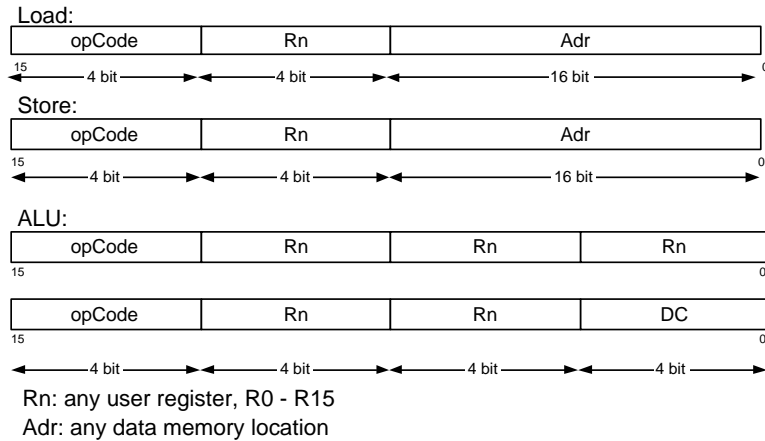 Load:
opCode Rn Adr
15 0
4 bit 4 bit 16 bit
Store:
opCode Rn Adr
15 0
4 bit 4 bit 16 bit
ALU:
opCode Rn Rn Rn
15 0
opCode Rn Rn DC
15 0
4 bit 4 bit 4 bit 4 bit
Rn: any user register, R0 - R15
Adr: any data memory location